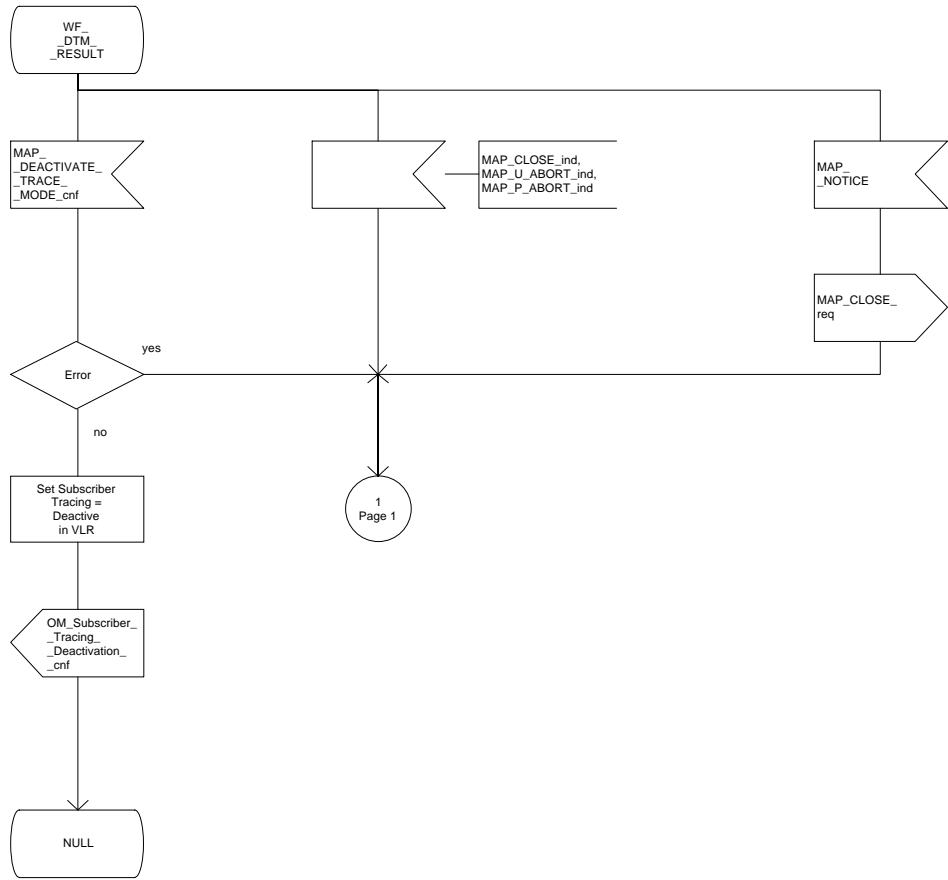 WF_
_DTM_
_RESULT
MAP_
_DEACTIVATE_
_TRACE_
_MODE_cnf
MAP_CLOSE_ind,
MAP_U_ABORT_ind,
MAP_P_ABORT_ind
MAP_
_NOTICE
MAP_CLOSE_
req
yes
Error
no
Set Subscriber
Tracing =
Deactive
in VLR
1
Page 1
OM_Subscriber_
_Tracing_
_Deactivation_
_cnf
NULL